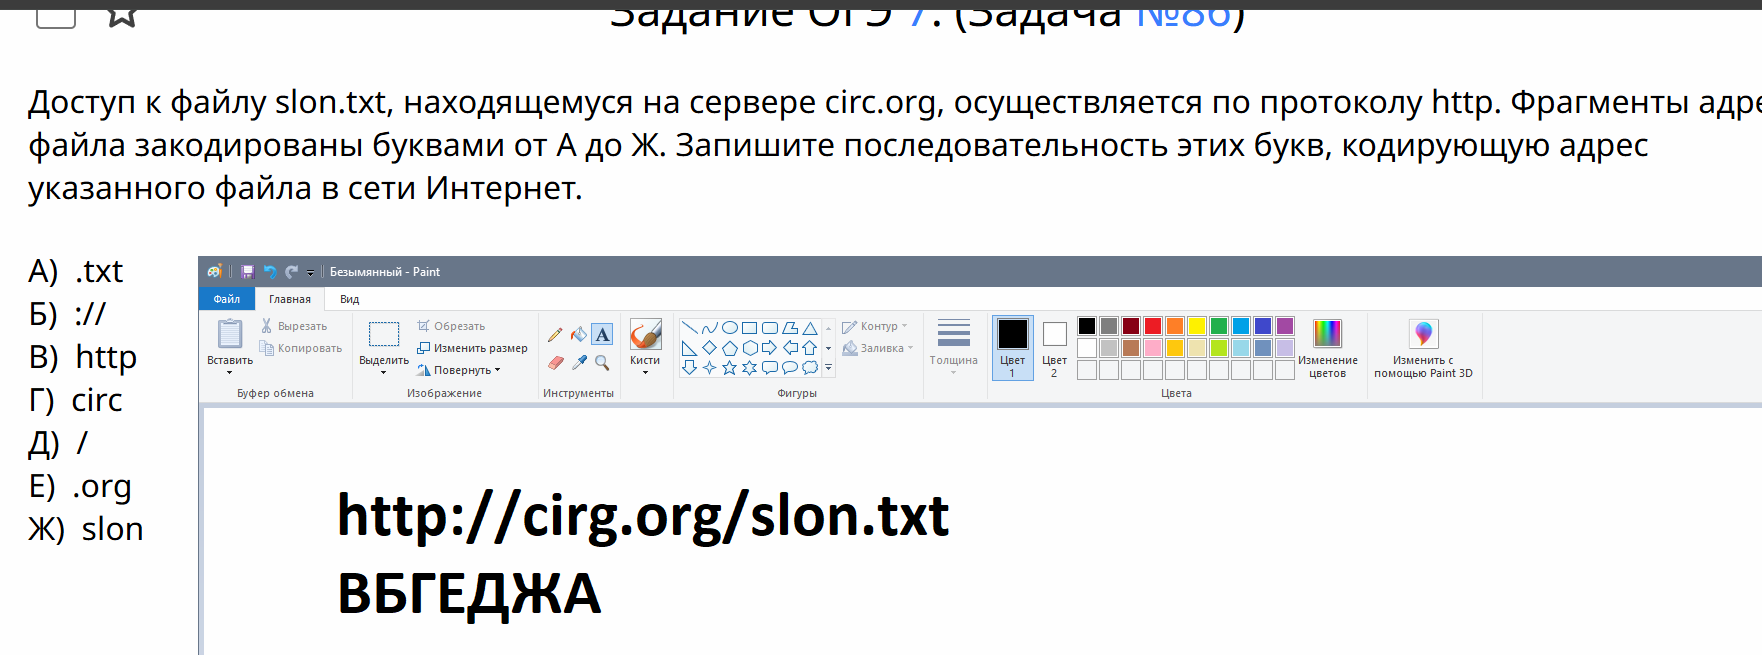 Задание ОГЭ 7. (Задача №86)
Доступ к файлу slon.txt, находящемуся на сервере circ.org, осуществляется по протоколу http. Фрагменты
файла закодированы буквами от А до Ж. Запишите последовательность этих букв, кодирующую адрес
указанного файла в сети Интернет.
А) .txt
Б) ://
В) http
Г) circ
Д) /
Е) .org
Ж) slon
Безымянный - Paint
Файл Главная Вид
Вставить
Вырезать
Копировать
Буфер обмена
Выделить
Обрезать
Изменить размер
Повернуть
Изображение
A
Инструменты
Кисти
Контур
Заливка
Фигуры
Толщина
Цвет
1
Цвет
2
Изменение
цветов
Цвета
Изменить с
помощью Paint 3D
http://cirg.org/slon.txt
ВБГЕДЖА